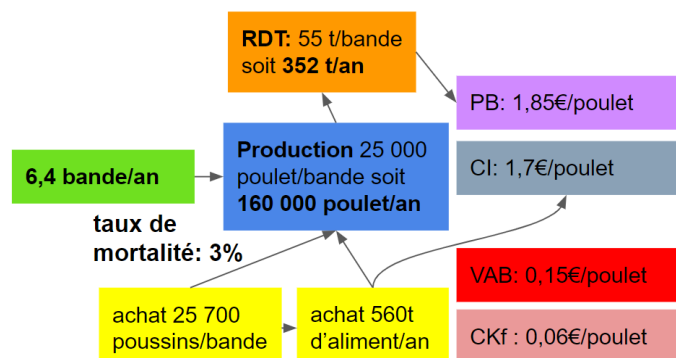 RDT: 55 t/bande
soit 352 t/an
PB: 1,85€/poulet
Production 25 000
poulet/bande soit
160 000 poulet/an
CI: 1,7€/poulet
6,4 bande/an
taux de
mortalité: 3%
VAB: 0,15€/poulet
achat 25 700
poussins/bande
achat 560t
d’aliment/an
CKf : 0,06€/poulet